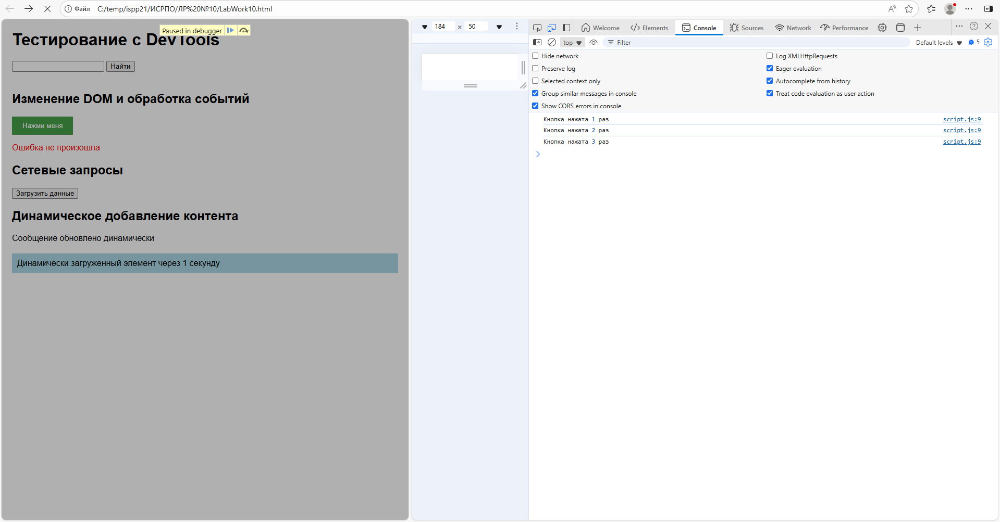 Файл C:/temp/ispp21/ИСРПО/ЛР%20№10/LabWork10.html
Paused in debugger
Тестирование с DevTools
Найти
Изменение DOM и обработка событий
Нажми меня
Ошибка не произошла
Сетевые запросы
Загрузить данные
Динамическое добавление контента
Сообщение обновлено динамически
Динамически загруженный элемент через 1 секунду
184 × 50
Welcome Elements Console Sources Network Performance
top Filter Default levels 5
Hide network Log XMLHttpRequests
Preserve log Eager evaluation
Selected context only Autocomplete from history
Group similar messages in console Treat code evaluation as user action
Show CORS errors in console
Кнопка нажата 1 раз script.js:9
Кнопка нажата 2 раз script.js:9
Кнопка нажата 3 раз script.js:9